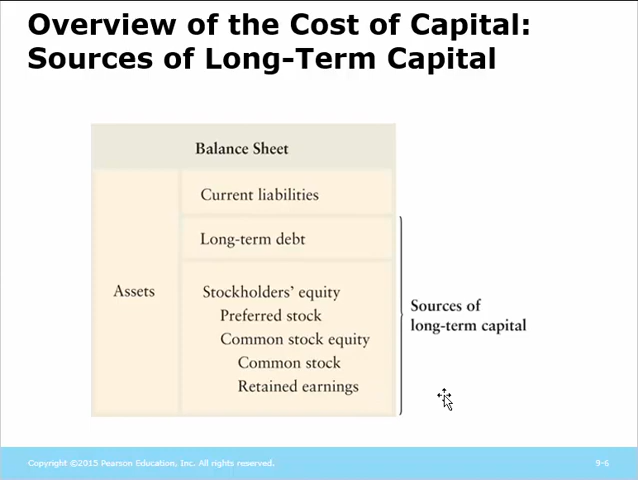 Overview of the Cost of Capital:
Sources of Long-Term Capital
Balance Sheet
Assets
Current liabilities
Long-term debt
Stockholders’ equity
Preferred stock
Common stock equity
Common stock
Retained earnings
Sources of
long-term capital
Copyright ©2015 Pearson Education, Inc. All rights reserved.
9-6